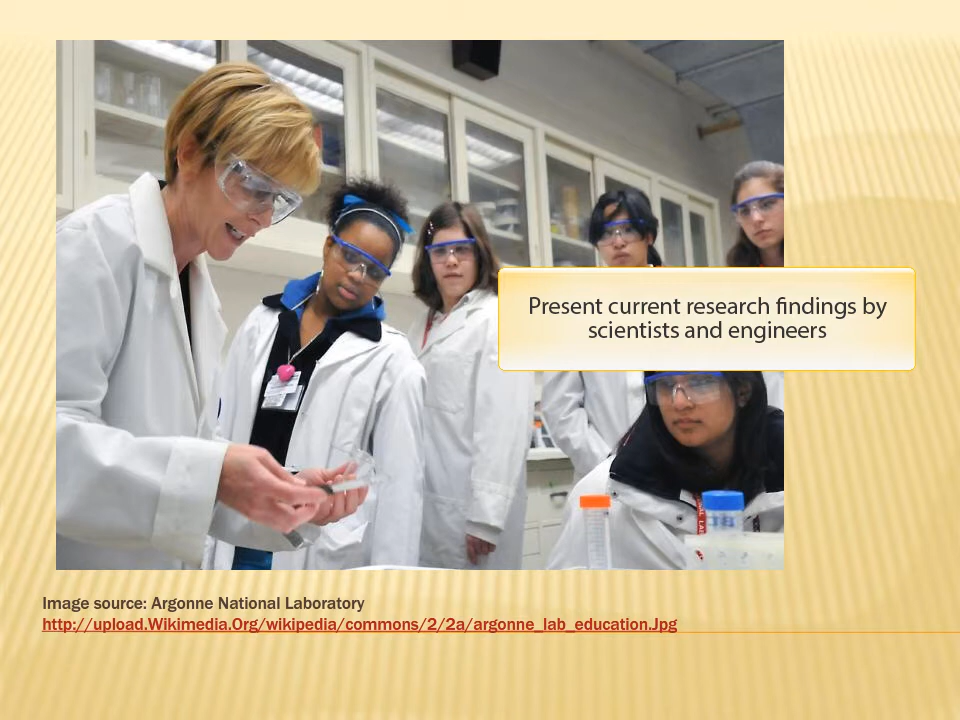 Present current research findings by
scientists and engineers
Image source: Argonne National Laboratory
http://upload.Wikimedia.Org/wikipedia/commons/2/2a/argonne_lab_education.Jpg